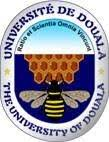 UNIVERSITÉ DE DOUALA
Ratio et Scientia Omnia Vincunt
THE UNIVERSITY OF DOUALA